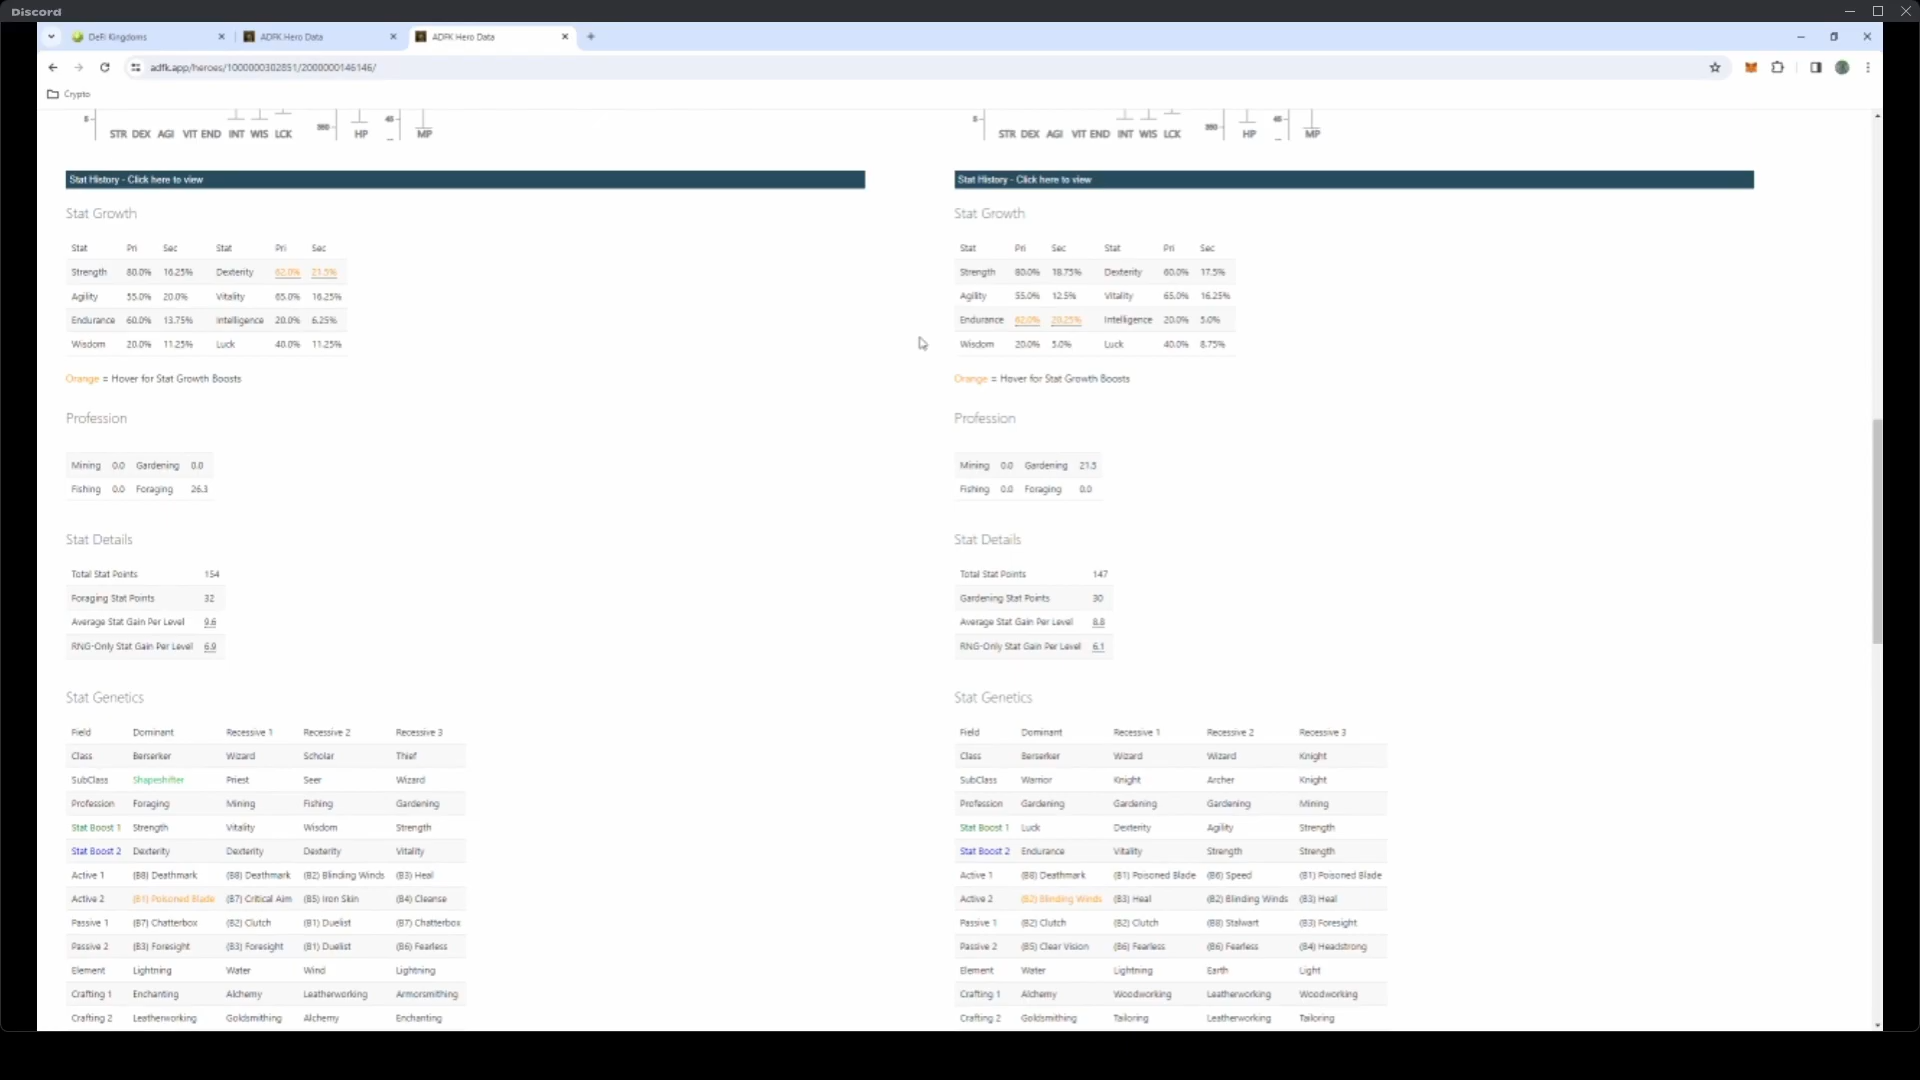 Discord
DeFi Kingdoms
ADFK Hero Data
ADFK Hero Data
adfk.app/heroes/1000000302851/2000000146146/
Crypto
5
STR DEX AGI VIT END INT WIS LCK
HP
MP
5
STR DEX AGI VIT END INT WIS LCK
HP
MP
Stat History - Click here to view
Stat Growth
Stat Pri Sec Stat Pri Sec
Strength 80.0% 16.25% Dexterity 62.0% 21.5%
Agility 55.0% 20.0% Vitality 65.0% 16.25%
Endurance 60.0% 13.75% Intelligence 20.0% 6.25%
Wisdom 20.0% 11.25% Luck 40.0% 11.25%
Orange = Hover for Stat Growth Boosts
Profession
Mining 0.0 Gardening 0.0
Fishing 0.0 Foraging 26.3
Stat Details
Total Stat Points 154
Foraging Stat Points 32
Average Stat Gain Per Level 9.6
RNG-Only Stat Gain Per Level 6.9
Stat Genetics
Field Dominant Recessive 1 Recessive 2 Recessive 3
Class Berserker Wizard Scholar Thief
SubClass Shapeshifter Priest Seer Wizard
Profession Foraging Mining Fishing Gardening
Stat Boost 1 Strength Vitality Wisdom Strength
Stat Boost 2 Dexterity Dexterity Dexterity Vitality
Active 1 (B8) Deathmark (B8) Deathmark (B2) Blinding Winds (B3) Heal
Active 2 (B1) Poisoned Blade (B7) Critical Aim (B5) Iron Skin (B4) Cleanse
Passive 1 (B7) Chatterbox (B2) Clutch (B1) Duelist (B7) Chatterbox
Passive 2 (B3) Foresight (B3) Foresight (B1) Duelist (B6) Fearless
Element Lightning Water Wind Lightning
Crafting 1 Enchanting Alchemy Leatherworking Armorsmithing
Crafting 2 Leatherworking Goldsmithing Alchemy Enchanting
Stat History - Click here to view
Stat Growth
Stat Pri Sec Stat Pri Sec
Strength 80.0% 18.75% Dexterity 60.0% 17.5%
Agility 55.0% 12.5% Vitality 65.0% 16.25%
Endurance 62.0% 20.25% Intelligence 20.0% 5.0%
Wisdom 20.0% 5.0% Luck 40.0% 8.75%
Orange = Hover for Stat Growth Boosts
Profession
Mining 0.0 Gardening 21.5
Fishing 0.0 Foraging 0.0
Stat Details
Total Stat Points 147
Gardening Stat Points 30
Average Stat Gain Per Level 8.8
RNG-Only Stat Gain Per Level 6.1
Stat Genetics
Field Dominant Recessive 1 Recessive 2 Recessive 3
Class Berserker Wizard Wizard Knight
SubClass Warrior Knight Archer Knight
Profession Gardening Gardening Gardening Mining
Stat Boost 1 Luck Dexterity Agility Strength
Stat Boost 2 Endurance Vitality Strength Strength
Active 1 (B8) Deathmark (B1) Poisoned Blade (B6) Speed (B1) Poisoned Blade
Active 2 (B2) Blinding Winds (B3) Heal (B2) Blinding Winds (B3) Heal
Passive 1 (B2) Clutch (B2) Clutch (B8) Stalwart (B3) Foresight
Passive 2 (B5) Clear Vision (B6) Fearless (B6) Fearless (B4) Headstrong
Element Water Lightning Earth Light
Crafting 1 Alchemy Woodworking Leatherworking Woodworking
Crafting 2 Goldsmithing Tailoring Leatherworking Tailoring